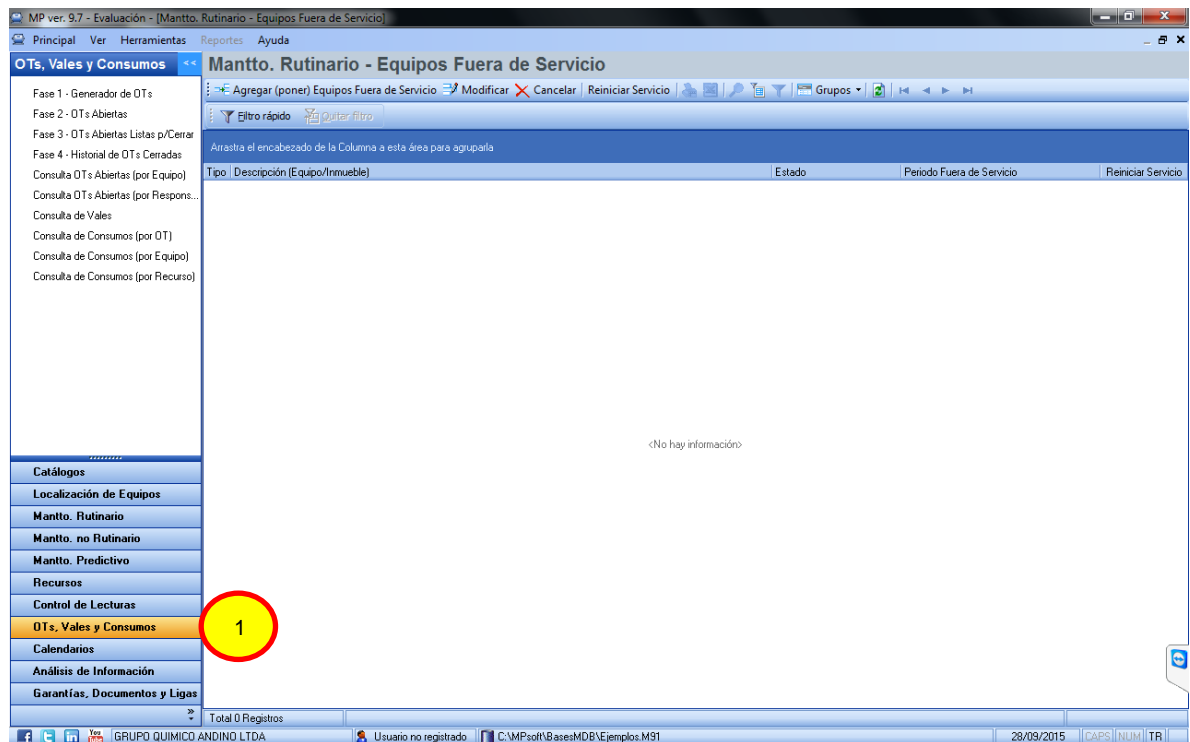 MP ver. 9.7 - Evaluación - [Mantto. Rutinario - Equipos Fuera de Servicio]
Principal Ver Herramientas Reportes Ayuda
OTs, Vales y Consumos <<
Mantto. Rutinario - Equipos Fuera de Servicio
Agregar (poner) Equipos Fuera de Servicio Modificar Cancelar Reiniciar Servicio Grupos
Filtro rápido Quitar filtro
Arrastra el encabezado de la Columna a esta área para agruparla
Tipo Descripción (Equipo/Inmueble) Estado Periodo Fuera de Servicio Reiniciar Servicio
Fase 1 - Generador de OTs
Fase 2 - OTs Abiertas
Fase 3 - OTs Abiertas Listas p/Cerrar
Fase 4 - Historial de OTs Cerradas
Consulta OTs Abiertas (por Equipo)
Consulta OTs Abiertas (por Respons...
Consulta de Vales
Consulta de Consumos (por OT)
Consulta de Consumos (por Equipo)
Consulta de Consumos (por Recurso)
<No hay información>
Catálogos
Localización de Equipos
Mantto. Rutinario
Mantto. no Rutinario
Mantto. Predictivo
Recursos
Control de Lecturas
OTs, Vales y Consumos
1
Calendarios
Análisis de Información
Garantías, Documentos y Ligas
Total 0 Registros
You Tube GRUPO QUIMICO ANDINO LTDA Usuario no registrado C:\MPsoft\BasesMDB\Ejemplos.M91 28/09/2015 CAPS NUM TR